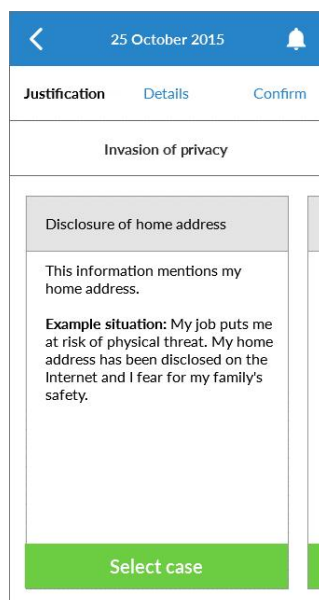 25 October 2015
Justification Details Confirm
Invasion of privacy
Disclosure of home address
This information mentions my
home address.
Example situation: My job puts me
at risk of physical threat. My home
address has been disclosed on the
Internet and I fear for my family's
safety.
Select case